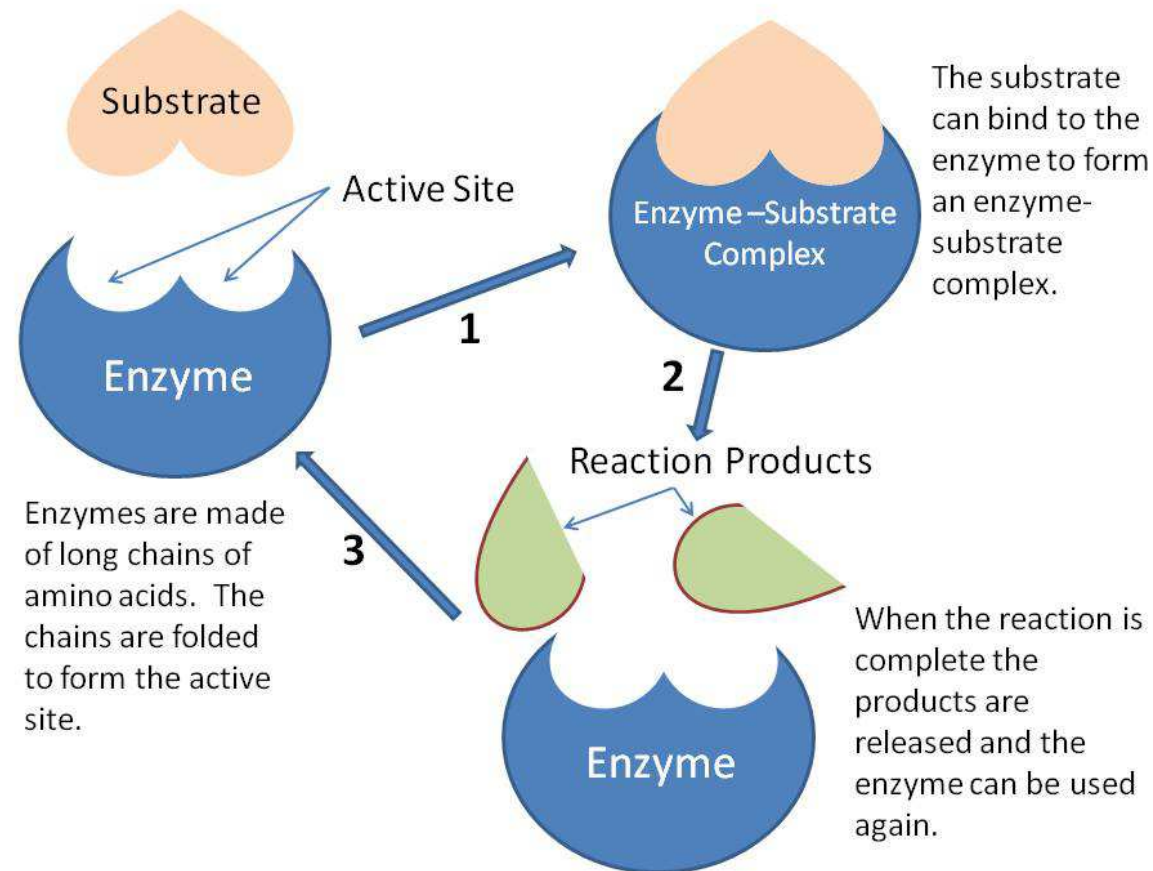 Substrate
Active Site
Enzyme
Enzymes are made
of long chains of
amino acids.  The
chains are folded
to form the active
site.
1
Enzyme –Substrate
Complex
The substrate
can bind to the
enzyme to form
an enzyme-
substrate
complex.
2
Reaction Products
3
Enzyme
When the reaction is
complete the
products are
released and the
enzyme can be used
again.